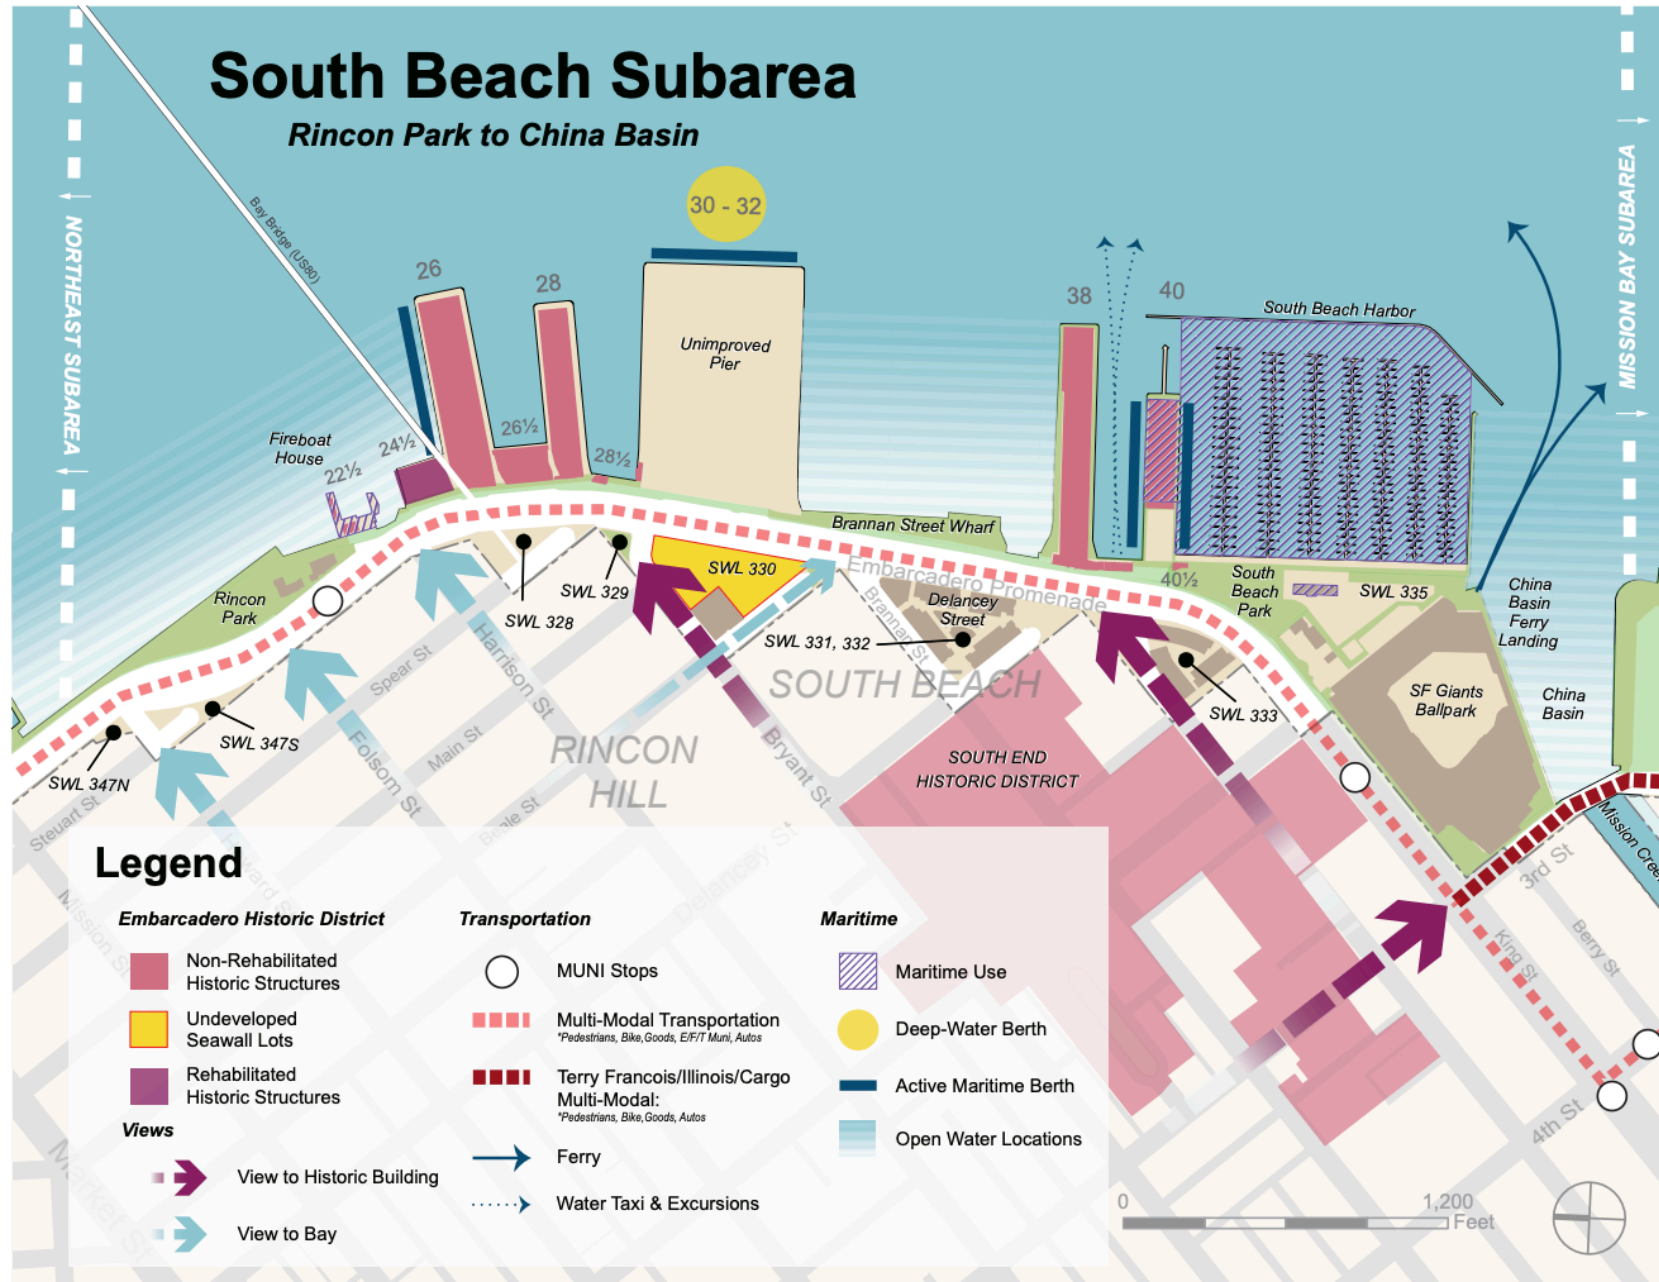 South Beach Subarea
Rincon Park to China Basin
NORTHEAST SUBAREA
MISSION BAY SUBAREA
Bay Bridge (US80)
30 - 32
26
28
38
40
South Beach Harbor
Unimproved
Pier
Fireboat
House
22½
24½
26½
28½
Brannan Street Wharf
Embarcadero Promenade
40½
South
Beach
Park
SWL 335
China
Basin
Ferry
Landing
China
Basin
Rincon
Park
SWL 328
SWL 329
SWL 330
SWL 331, 332
Delancey
Street
SWL 333
SF Giants
Ballpark
SWL 347S
SWL 347N
SOUTH BEACH
RINCON
HILL
SOUTH END
HISTORIC DISTRICT
Steuart St
Spear St
Main St
Beale St
Delancey St
Brannan St
Harrison St
Folsom St
Bryant St
Howard St
Mission St
Market St
3rd St
4th St
King St
Berry St
Mission Creek
Legend
Embarcadero Historic District
Non-Rehabilitated
Historic Structures
Undeveloped
Seawall Lots
Rehabilitated
Historic Structures
Views
View to Historic Building
View to Bay
Transportation
MUNI Stops
Multi-Modal Transportation
*Pedestrians, Bike,Goods, E/F/T Muni, Autos
Terry Francois/Illinois/Cargo
Multi-Modal:
*Pedestrians, Bike,Goods, Autos
Ferry
Water Taxi & Excursions
Maritime
Maritime Use
Deep-Water Berth
Active Maritime Berth
Open Water Locations
0
1,200
Feet